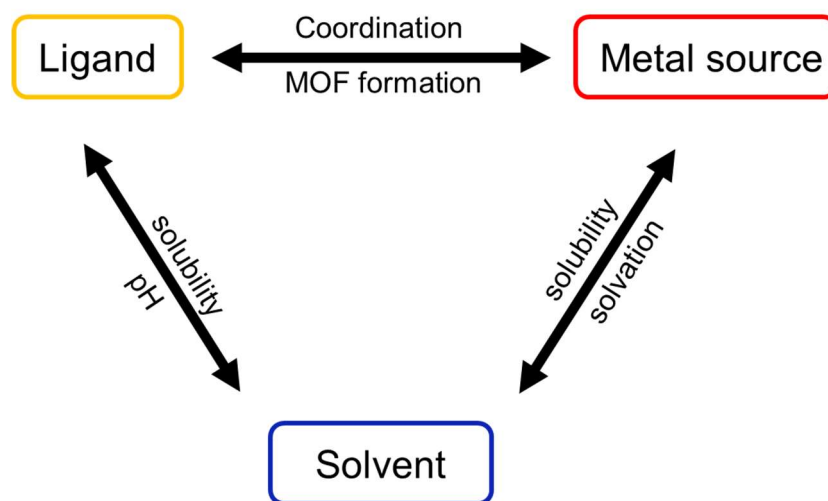 Ligand
Coordination
MOF formation
Metal source
solubility
pH
solubility
solvation
Solvent